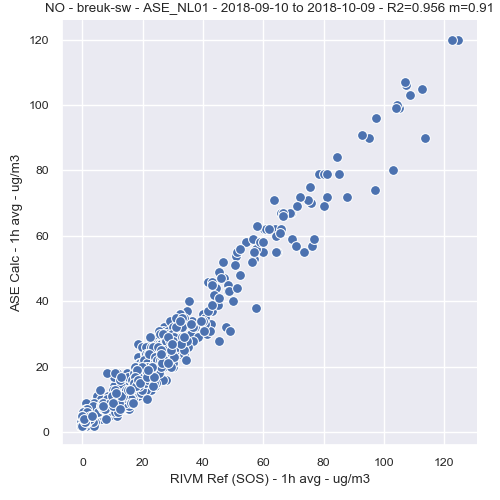 NO - breuk-sw - ASE_NL01 - 2018-09-10 to 2018-10-09 - R2=0.956 m=0.91
120
100
80
60
40
20
0
ASE Calc - 1h avg - ug/m3
0 20 40 60 80 100 120
RIVM Ref (SOS) - 1h avg - ug/m3